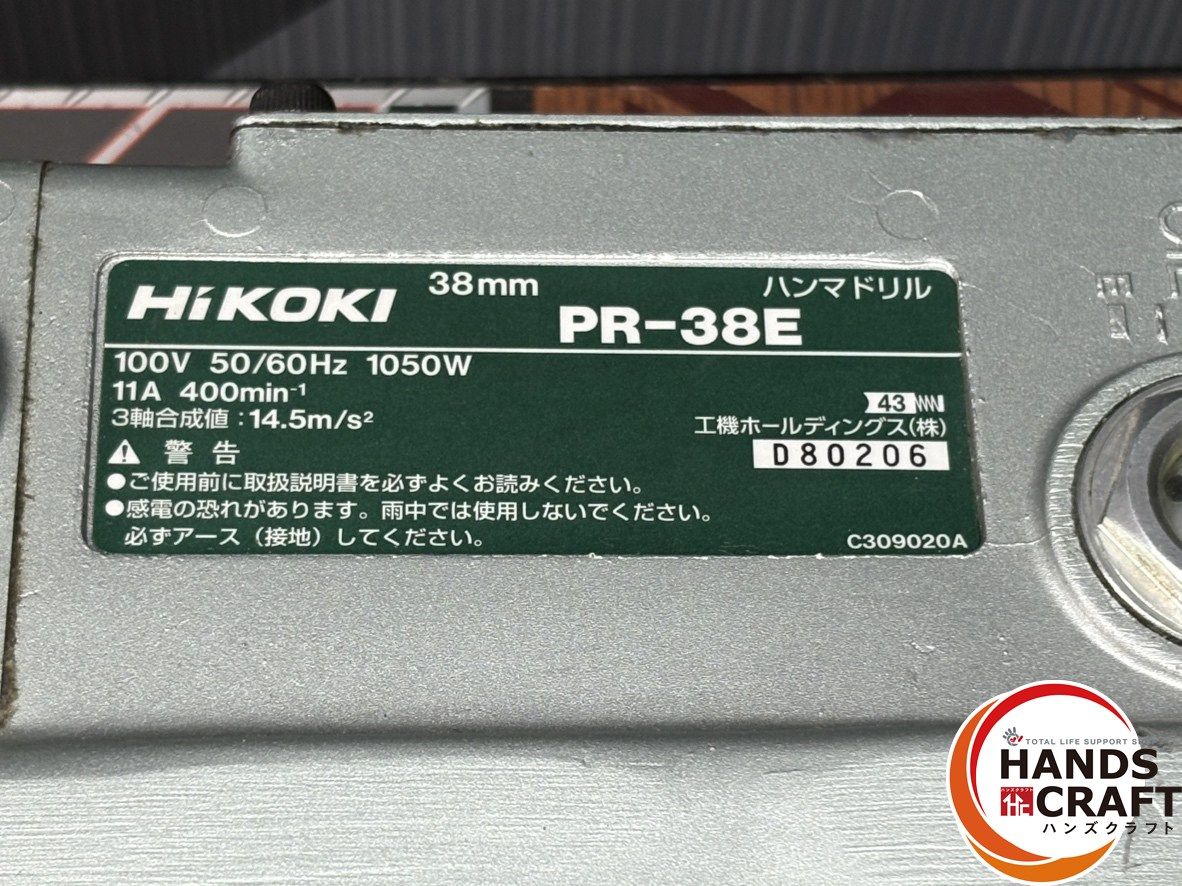 38mm ハンマドリル
HiKOKI PR-38E
100V 50/60Hz 1050W
11A 400min⁻¹
43
3軸合成値:14.5m/s²
工機ホールディングス(株)
警告
D80206
●ご使用前に取扱説明書を必ずよくお読みください。
●感電の恐れがあります。雨中では使用しないでください。
必ずアース(接地)してください。
C309020A
TOTAL LIFE SUPPORT
HANDS
CRAFT
ハンズクラフト